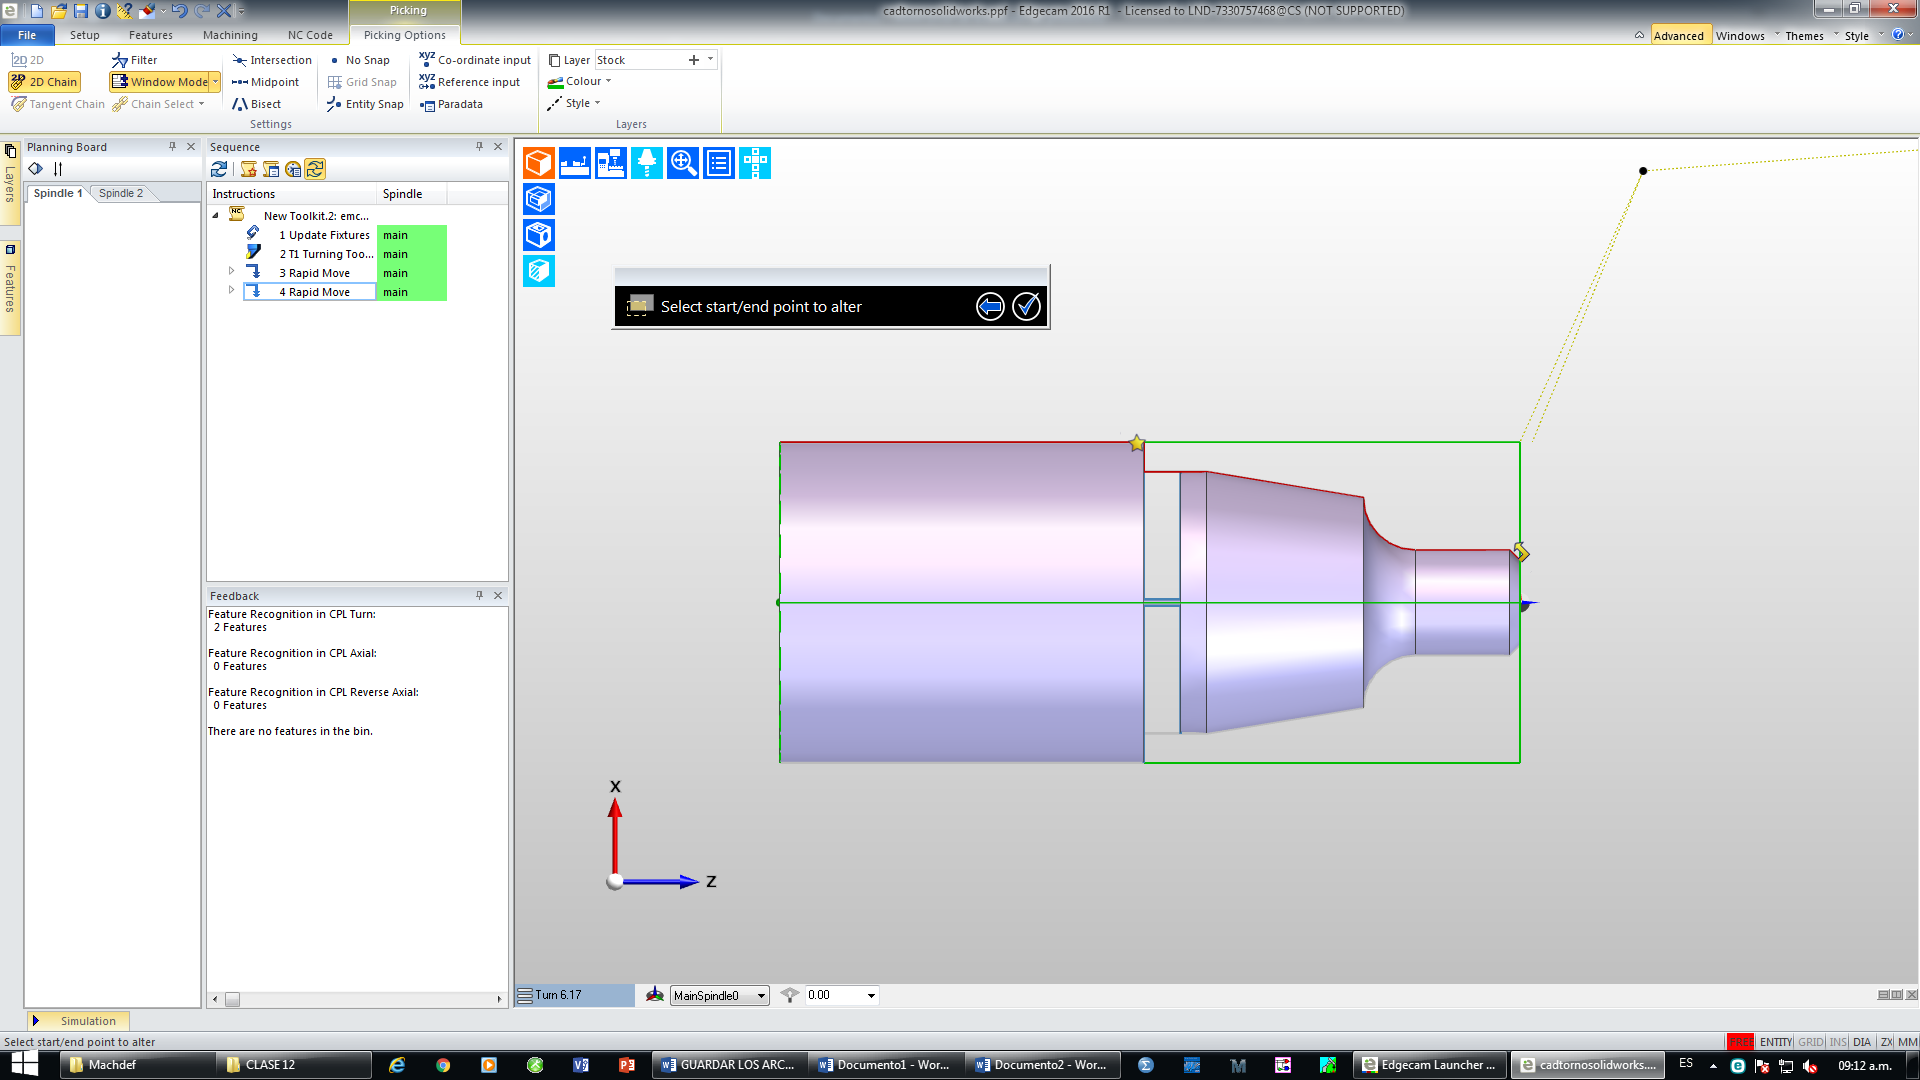 Picking
cadtornosolidworks.ppf - Edgecam 2016 R1 - Licensed to LND-7330757468@CS (NOT SUPPORTED)
File Setup Features Machining NC Code Picking Options Advanced Windows Themes Style
2D Filter Intersection No Snap Co-ordinate input Layer Stock
2D Chain Window Mode Midpoint Grid Snap Reference input Colour
Tangent Chain Chain Select Bisect Entity Snap Paradata Style
Settings Layers
Planning Board Sequence
Layers
Features
Spindle 1 Spindle 2
Instructions Spindle
New Toolkit.2: emc...
1 Update Fixtures main
2 T1 Turning Too... main
3 Rapid Move main
4 Rapid Move main
Select start/end point to alter
Feedback
Feature Recognition in CPL Turn:
2 Features
Feature Recognition in CPL Axial:
0 Features
Feature Recognition in CPL Reverse Axial:
0 Features
There are no features in the bin.
X
Z
Turn 6.17 MainSpindle0 0.00
Simulation
Select start/end point to alter FREE ENTITY GRID INS DIA ZX MM
Machdef CLASE 12 GUARDAR LOS ARC... Documento1 - Wor... Documento2 - Wor... Edgecam Launcher ... cadtornosolidworks.... ES 09:12 a.m.